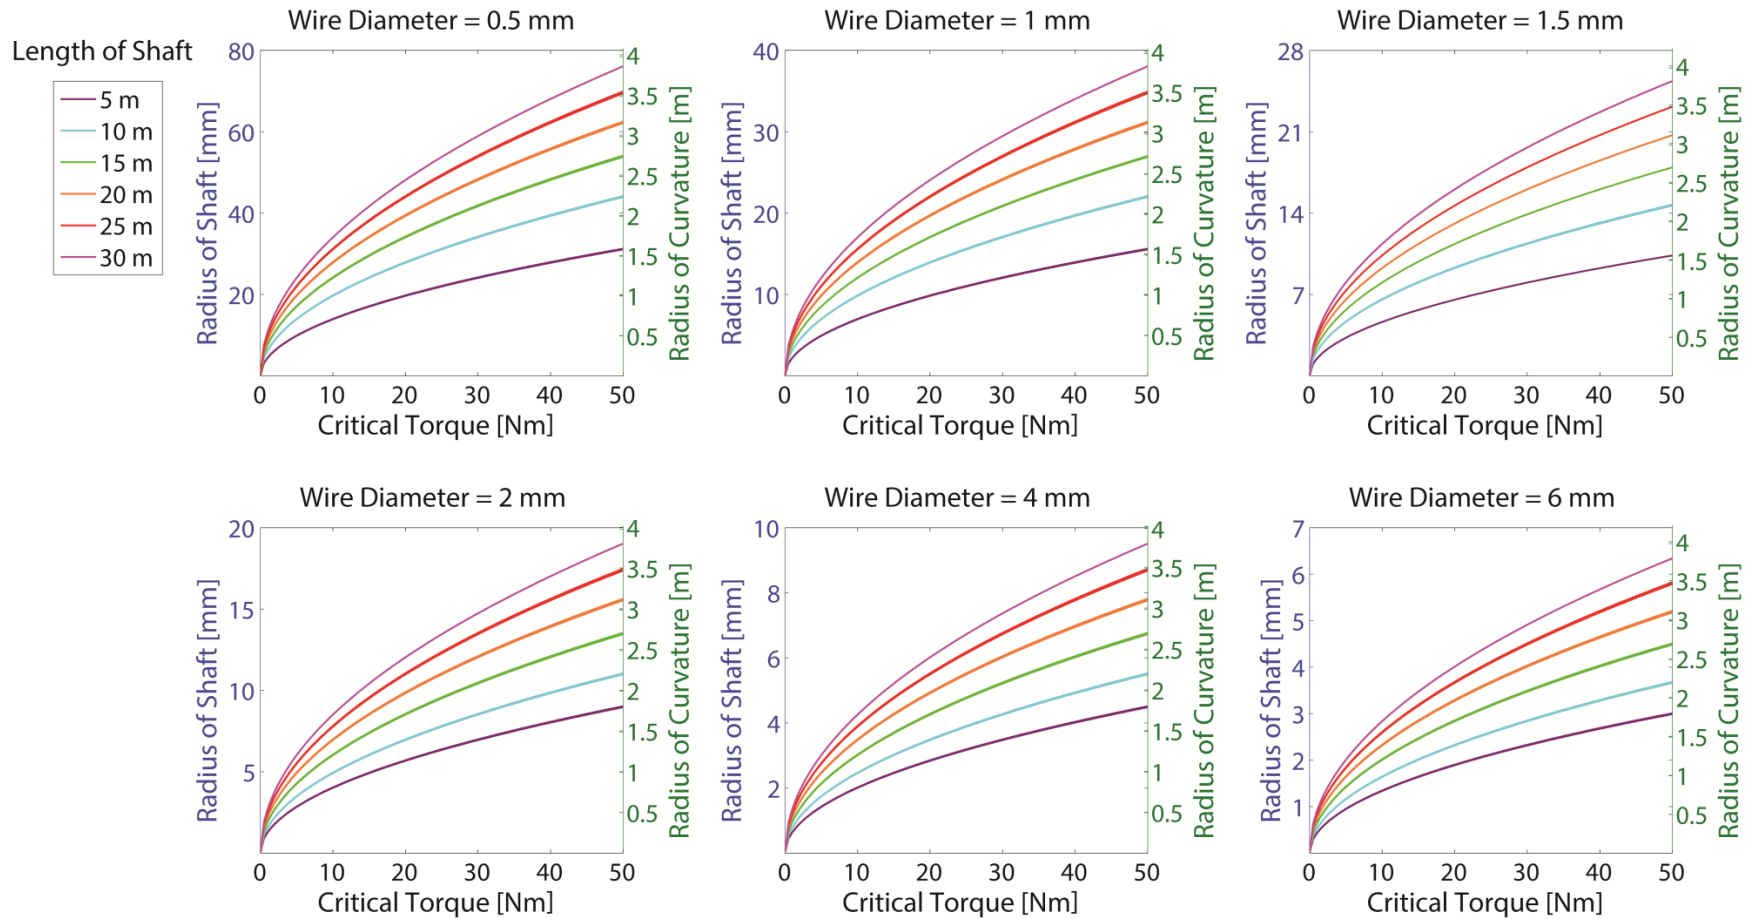 Wire Diameter = 0.5 mm
Wire Diameter = 1 mm
Wire Diameter = 1.5 mm
Length of Shaft
5 m
10 m
15 m
20 m
25 m
30 m
Radius of Shaft [mm]
80
60
40
20
0 10 20 30 40 50
Critical Torque [Nm]
4
3.5
3
2.5
2
1.5
1
0.5
Radius of Curvature [m]
Radius of Shaft [mm]
40
30
20
10
0 10 20 30 40 50
Critical Torque [Nm]
4
3.5
3
2.5
2
1.5
1
0.5
Radius of Curvature [m]
Radius of Shaft [mm]
28
21
14
7
0 10 20 30 40 50
Critical Torque [Nm]
4
3.5
3
2.5
2
1.5
1
0.5
Radius of Curvature [m]
Wire Diameter = 2 mm
Wire Diameter = 4 mm
Wire Diameter = 6 mm
Radius of Shaft [mm]
20
15
10
5
0 10 20 30 40 50
Critical Torque [Nm]
4
3.5
3
2.5
2
1.5
1
0.5
Radius of Curvature [m]
Radius of Shaft [mm]
10
8
6
4
2
0 10 20 30 40 50
Critical Torque [Nm]
4
3.5
3
2.5
2
1.5
1
0.5
Radius of Curvature [m]
Radius of Shaft [mm]
7
6
5
4
3
2
1
0 10 20 30 40 50
Critical Torque [Nm]
4
3.5
3
2.5
2
1.5
1
0.5
Radius of Curvature [m]